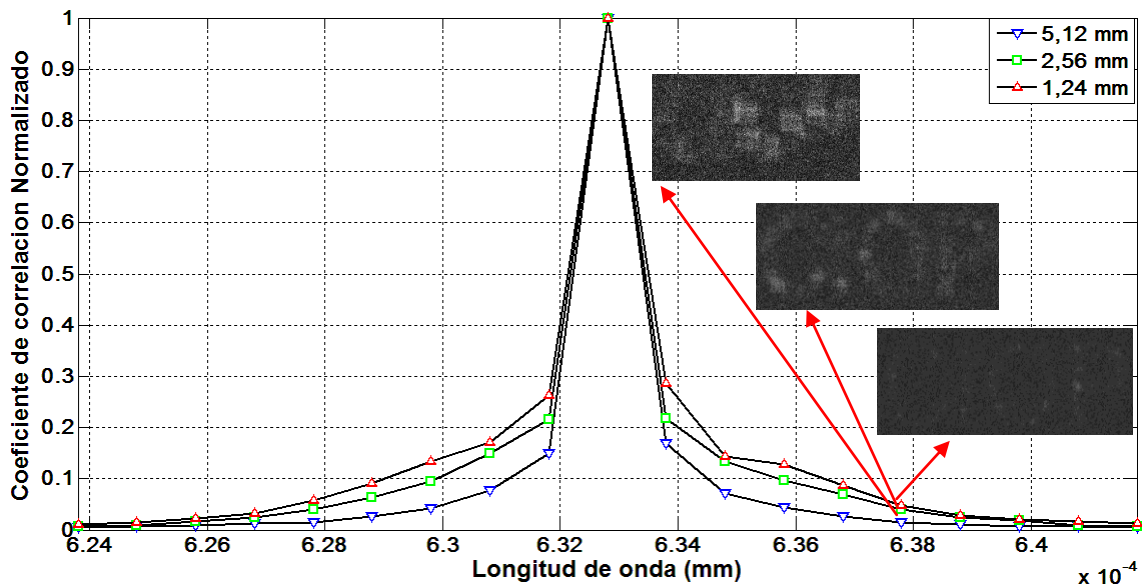 1
0.9
0.8
0.7
0.6
0.5
0.4
0.3
0.2
0.1
0
Coeficiente de correlacion Normalizado
5,12 mm
2,56 mm
1,24 mm
6.24 6.26 6.28 6.3 6.32 6.34 6.36 6.38 6.4
x 10⁻⁴
Longitud de onda (mm)